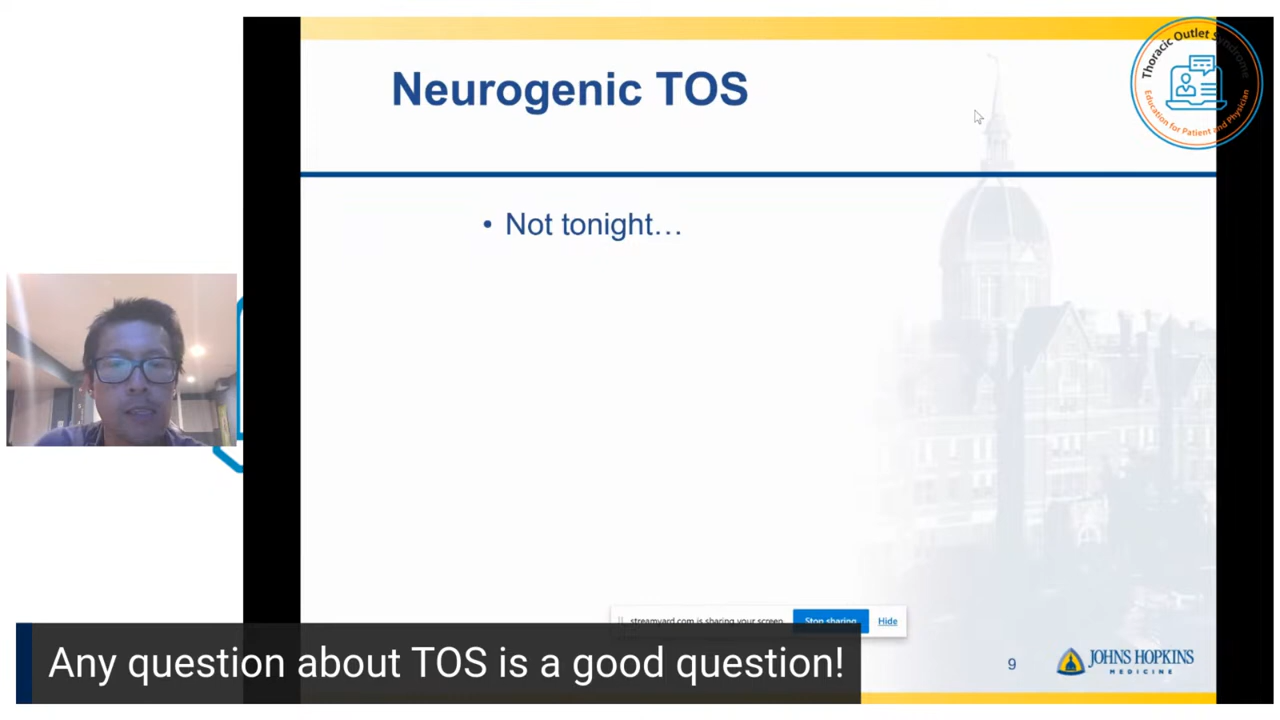 Neurogenic TOS
Thoracic Outlet Syndrome
Education for Patient and Physician
• Not tonight…
streamyard.com is sharing your screen.
Stop sharing
Hide
Any question about TOS is a good question!
9
JOHNS HOPKINS
MEDICINE